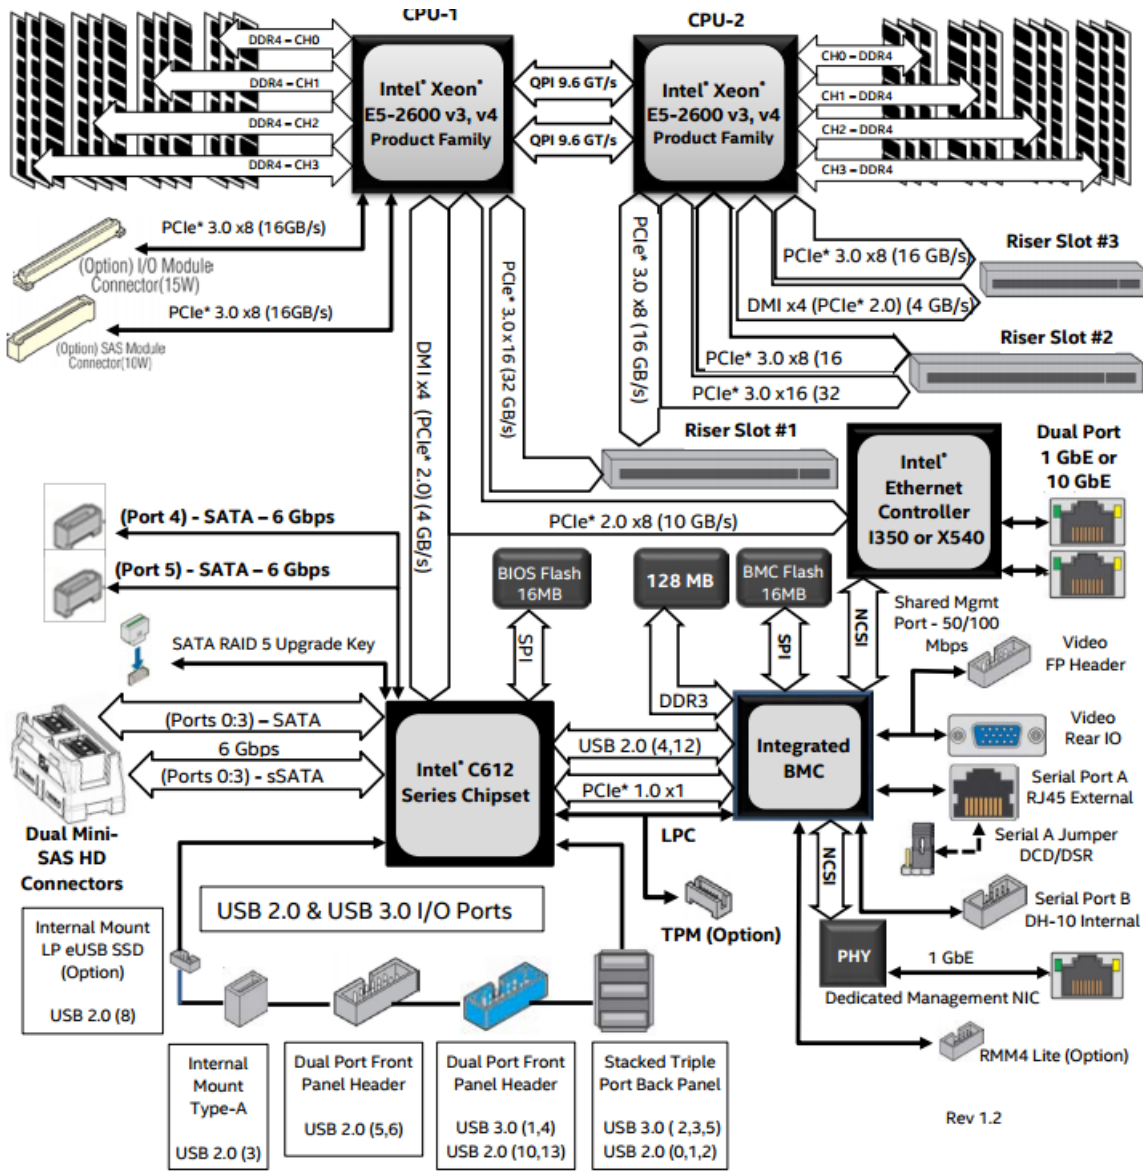 CPU-1
CPU-2
DDR4 – CH0
DDR4 – CH1
DDR4 – CH2
DDR4 – CH3
Intel* Xeon*
E5-2600 v3, v4
Product Family
QPI 9.6 GT/s
QPI 9.6 GT/s
Intel* Xeon*
E5-2600 v3, v4
Product Family
CH0 – DDR4
CH1 – DDR4
CH2 – DDR4
CH3 – DDR4
PCIe* 3.0 x8 (16GB/s)
(Option) I/O Module
Connector(15W)
PCIe* 3.0 x8 (16GB/s)
(Option) SAS Module
Connector(10W)
DMI x4 (PCIe* 2.0) (4 GB/s)
PCIe* 3.0 x16 (32 GB/s)
PCIe* 3.0 x8 (16 GB/s)
Riser Slot #3
PCIe* 3.0 x8 (16 GB/s)
DMI x4 (PCIe* 2.0) (4 GB/s)
Riser Slot #2
PCIe* 3.0 x8 (16
PCIe* 3.0 x16 (32
Riser Slot #1
PCIe* 2.0 x8 (10 GB/s)
Intel*
Ethernet
Controller
I350 or X540
Dual Port
1 GbE or
10 GbE
(Port 4) - SATA – 6 Gbps
(Port 5) - SATA – 6 Gbps
SATA RAID 5 Upgrade Key
BIOS Flash
16MB
SPI
128 MB
DDR3
BMC Flash
16MB
SPI
NCSI
Shared Mgmt
Port - 50/100
Mbps
Video
FP Header
Video
Rear IO
(Ports 0:3) – SATA
6 Gbps
(Ports 0:3) - sSATA
Dual Mini-
SAS HD
Connectors
Intel* C612
Series Chipset
USB 2.0 (4,12)
PCIe* 1.0 x1
LPC
Integrated
BMC
Serial Port A
RJ45 External
Serial A Jumper
DCD/DSR
Serial Port B
DH-10 Internal
NCSI
PHY
1 GbE
Dedicated Management NIC
RMM4 Lite (Option)
TPM (Option)
USB 2.0 & USB 3.0 I/O Ports
Internal Mount
LP eUSB SSD
(Option)
USB 2.0 (8)
Internal
Mount
Type-A
USB 2.0 (3)
Dual Port Front
Panel Header
USB 2.0 (5,6)
Dual Port Front
Panel Header
USB 3.0 (1,4)
USB 2.0 (10,13)
Stacked Triple
Port Back Panel
USB 3.0 ( 2,3,5)
USB 2.0 (0,1,2)
Rev 1.2